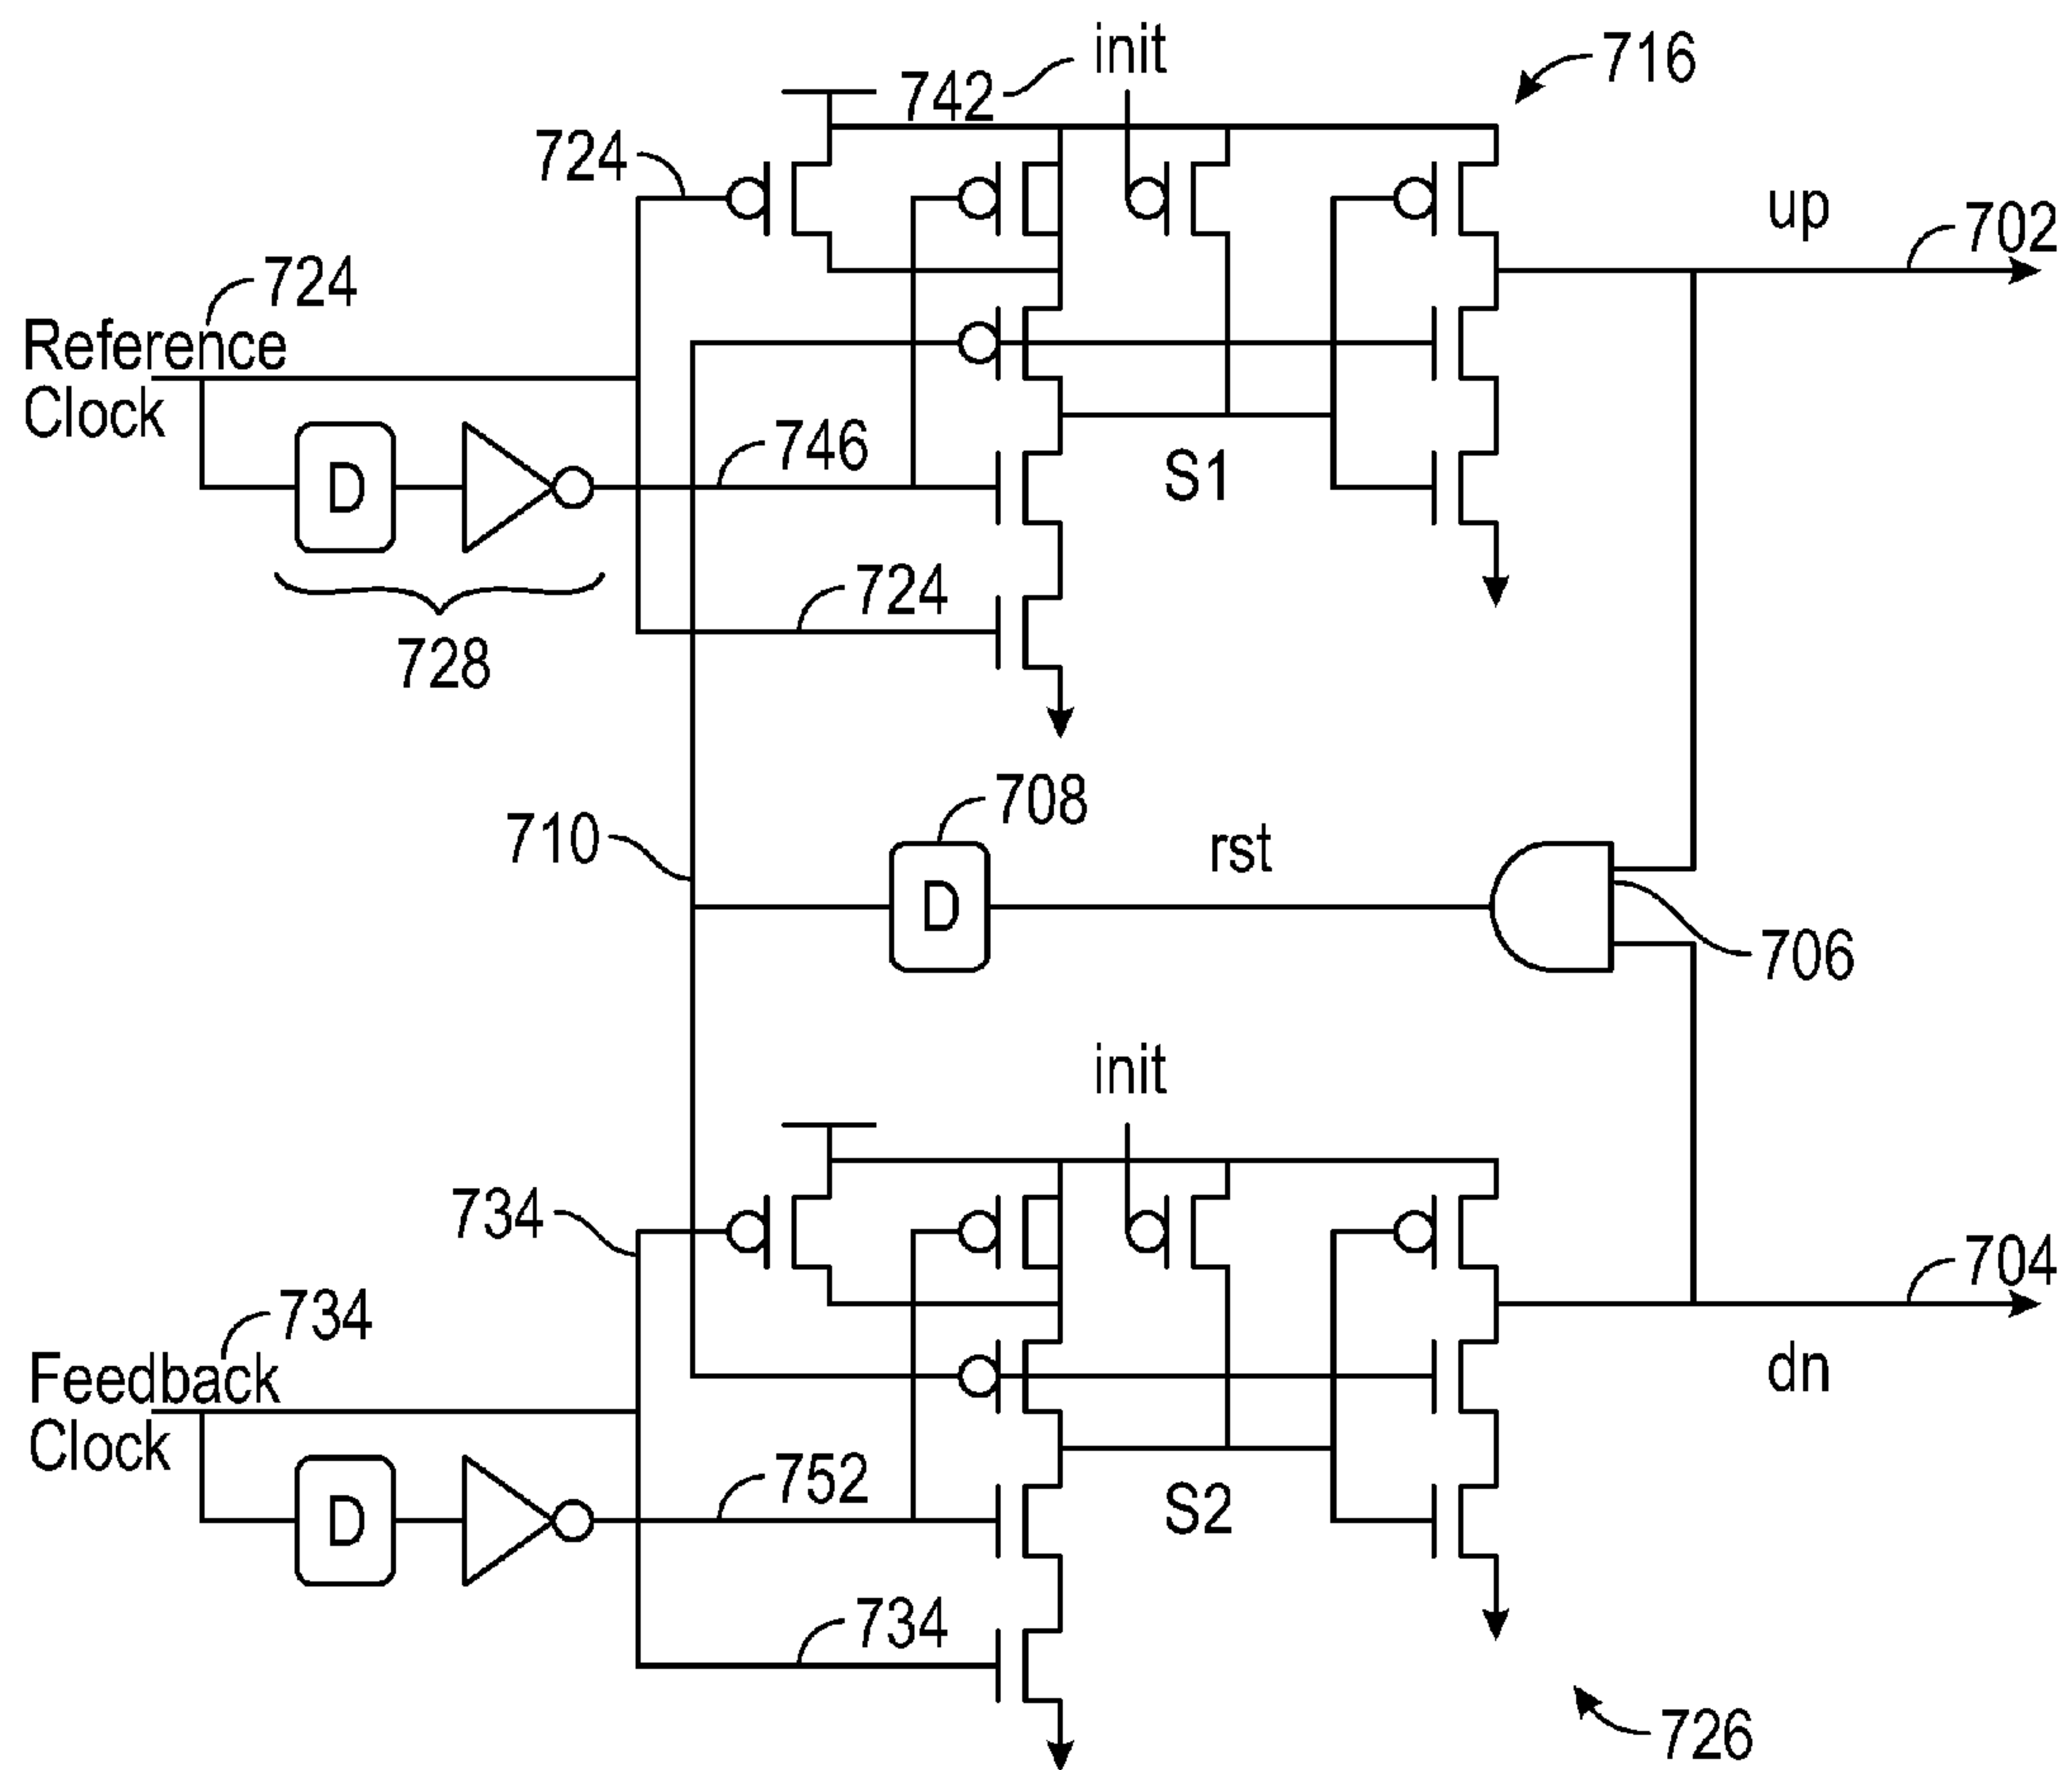 init
716
742
724
up
702
724
Reference
Clock
746
S1
D
724
728
708
710
rst
D
706
init
734
704
734
Feedback
Clock
dn
752
S2
D
734
726